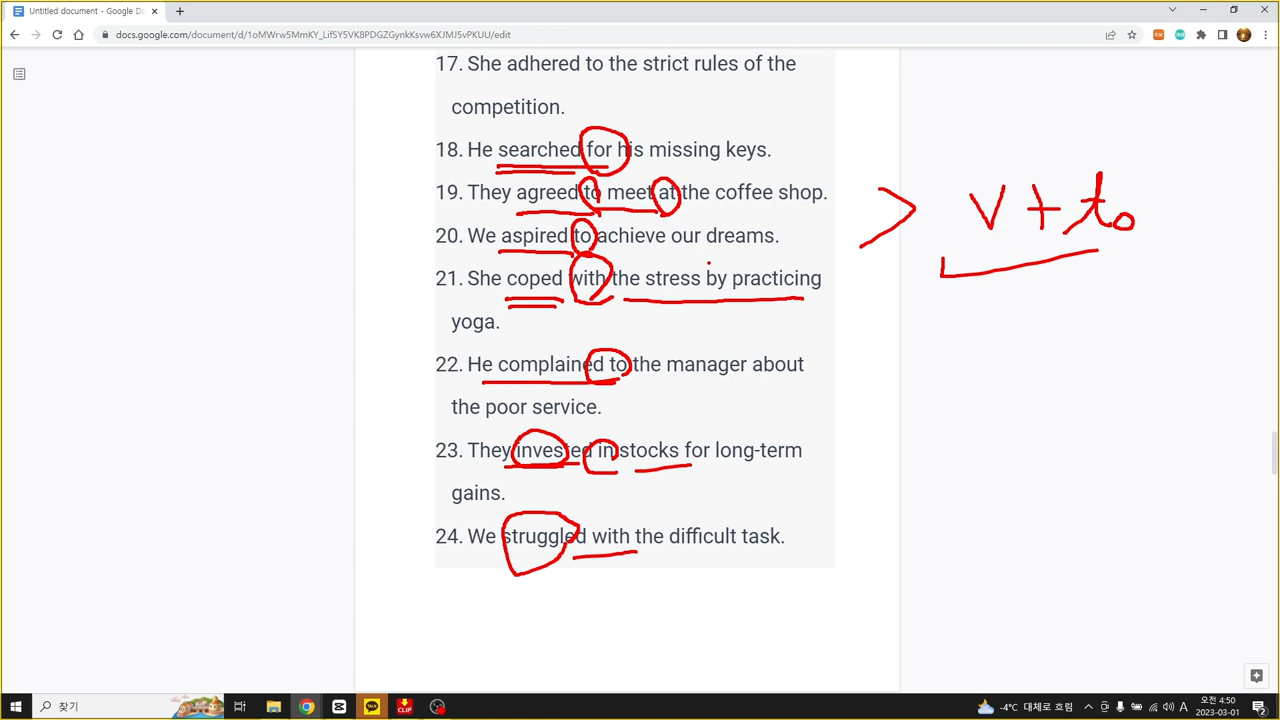 Untitled document - Google Do
docs.google.com/document/d/1oMWrw5MmKY_LifSY5VK8PDGZGynkKsvw6XJMJ5vPKUU/edit
17. She adhered to the strict rules of the
competition.
18. He searched for his missing keys.
19. They agreed to meet at the coffee shop.
20. We aspired to achieve our dreams.
21. She coped with the stress by practicing
yoga.
22. He complained to the manager about
the poor service.
23. They invested in stocks for long-term
gains.
24. We struggled with the difficult task.
> V + to
찾기
CLIP
-4°C 대체로 흐림
A
오전 4:50
2023-03-01
2